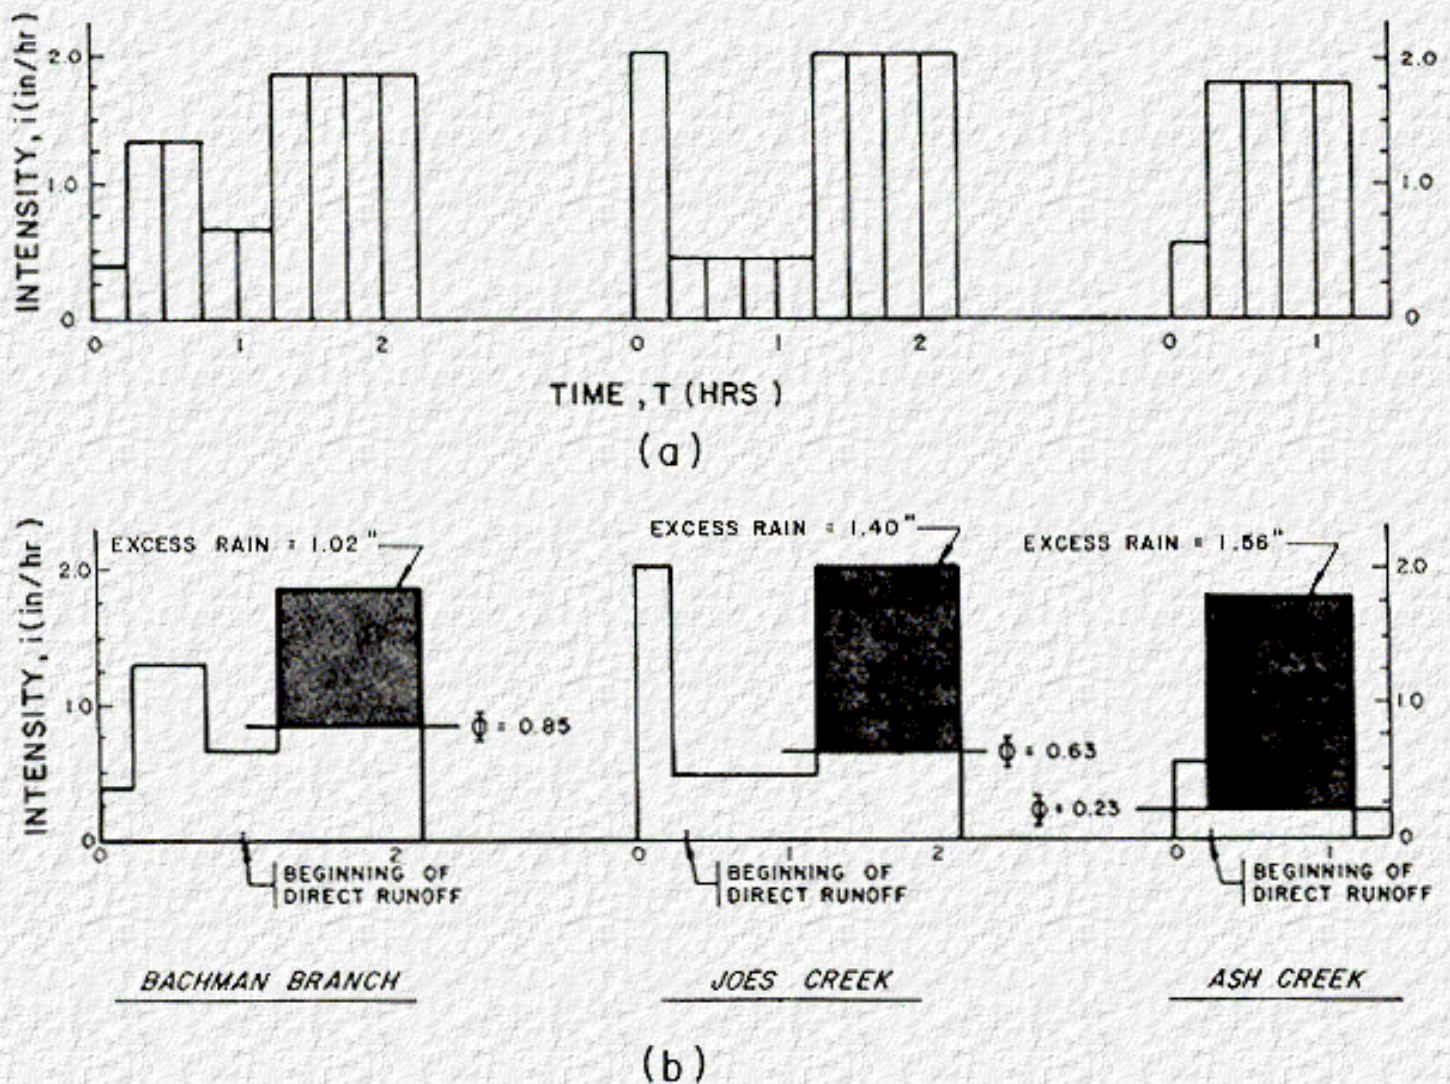 INTENSITY, i(in/hr)
2.0
1.0
0
0 1 2
0 1 2
0 1
2.0
1.0
0
TIME, T (HRS)
(a)
INTENSITY, i(in/hr)
2.0
1.0
0
EXCESS RAIN = 1.02"
Φ = 0.85
0 2
BEGINNING OF
DIRECT RUNOFF
EXCESS RAIN = 1.40"
Φ = 0.63
0 1 2
BEGINNING OF
DIRECT RUNOFF
EXCESS RAIN = 1.56"
Φ = 0.23
2.0
1.0
0
0 1
BEGINNING OF
DIRECT RUNOFF
BACHMAN BRANCH
JOES CREEK
ASH CREEK
(b)